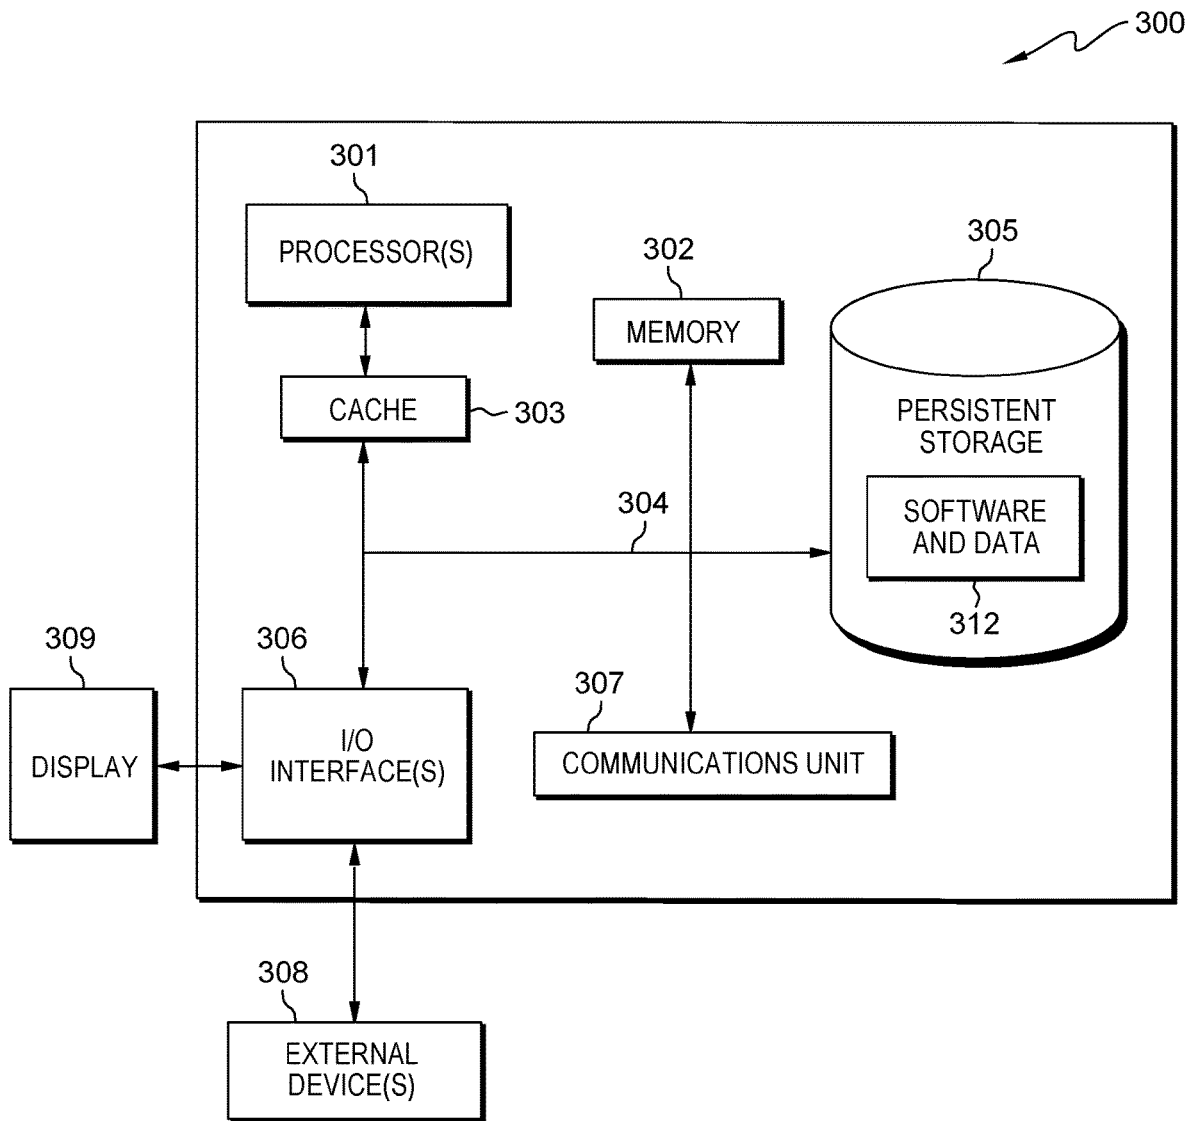 300
301
PROCESSOR(S)
302
MEMORY
305
CACHE
303
PERSISTENT
STORAGE
304
SOFTWARE
AND DATA
312
309
DISPLAY
306
I/O
INTERFACE(S)
307
COMMUNICATIONS UNIT
308
EXTERNAL
DEVICE(S)